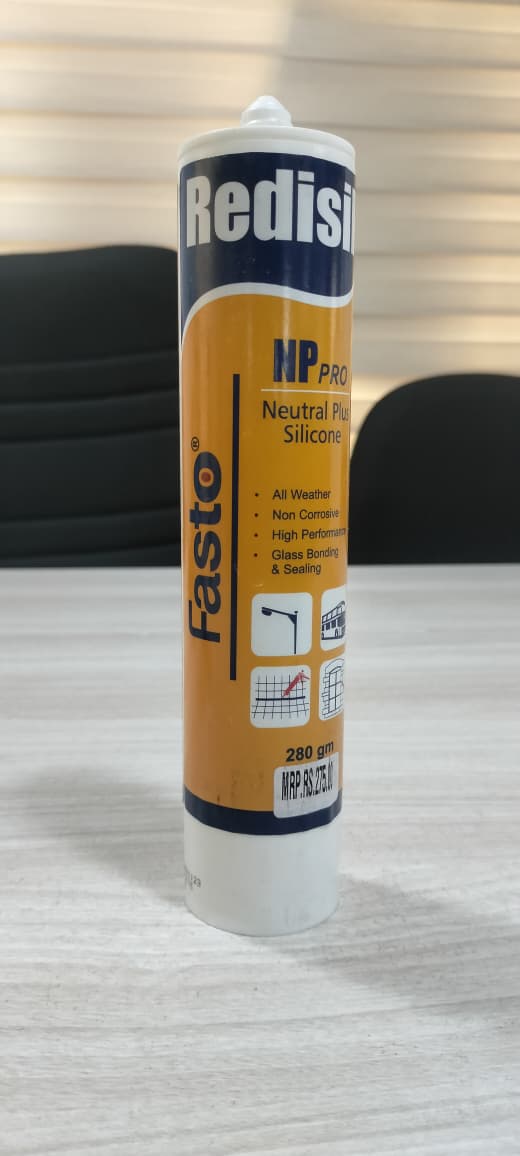 Redisil
NP PRO
Neutral Plus
Silicone
Fasto®
• All Weather
• Non Corrosive
• High Performance
• Glass Bonding
& Sealing
280 gm
MRP.RS.275.00